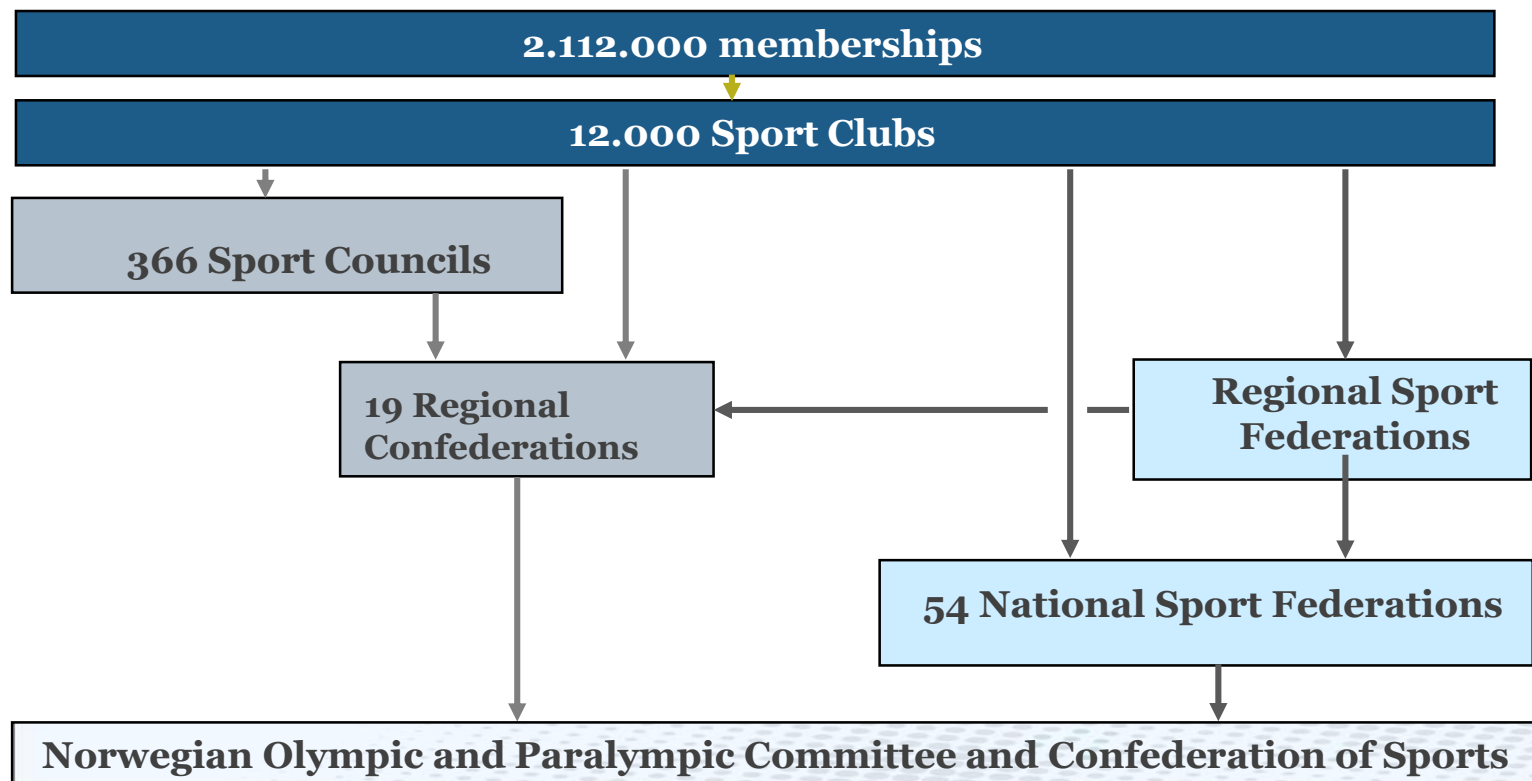 2.112.000 memberships
12.000 Sport Clubs
366 Sport Councils
19 Regional
Confederations
Regional Sport
Federations
54 National Sport Federations
Norwegian Olympic and Paralympic Committee and Confederation of Sports